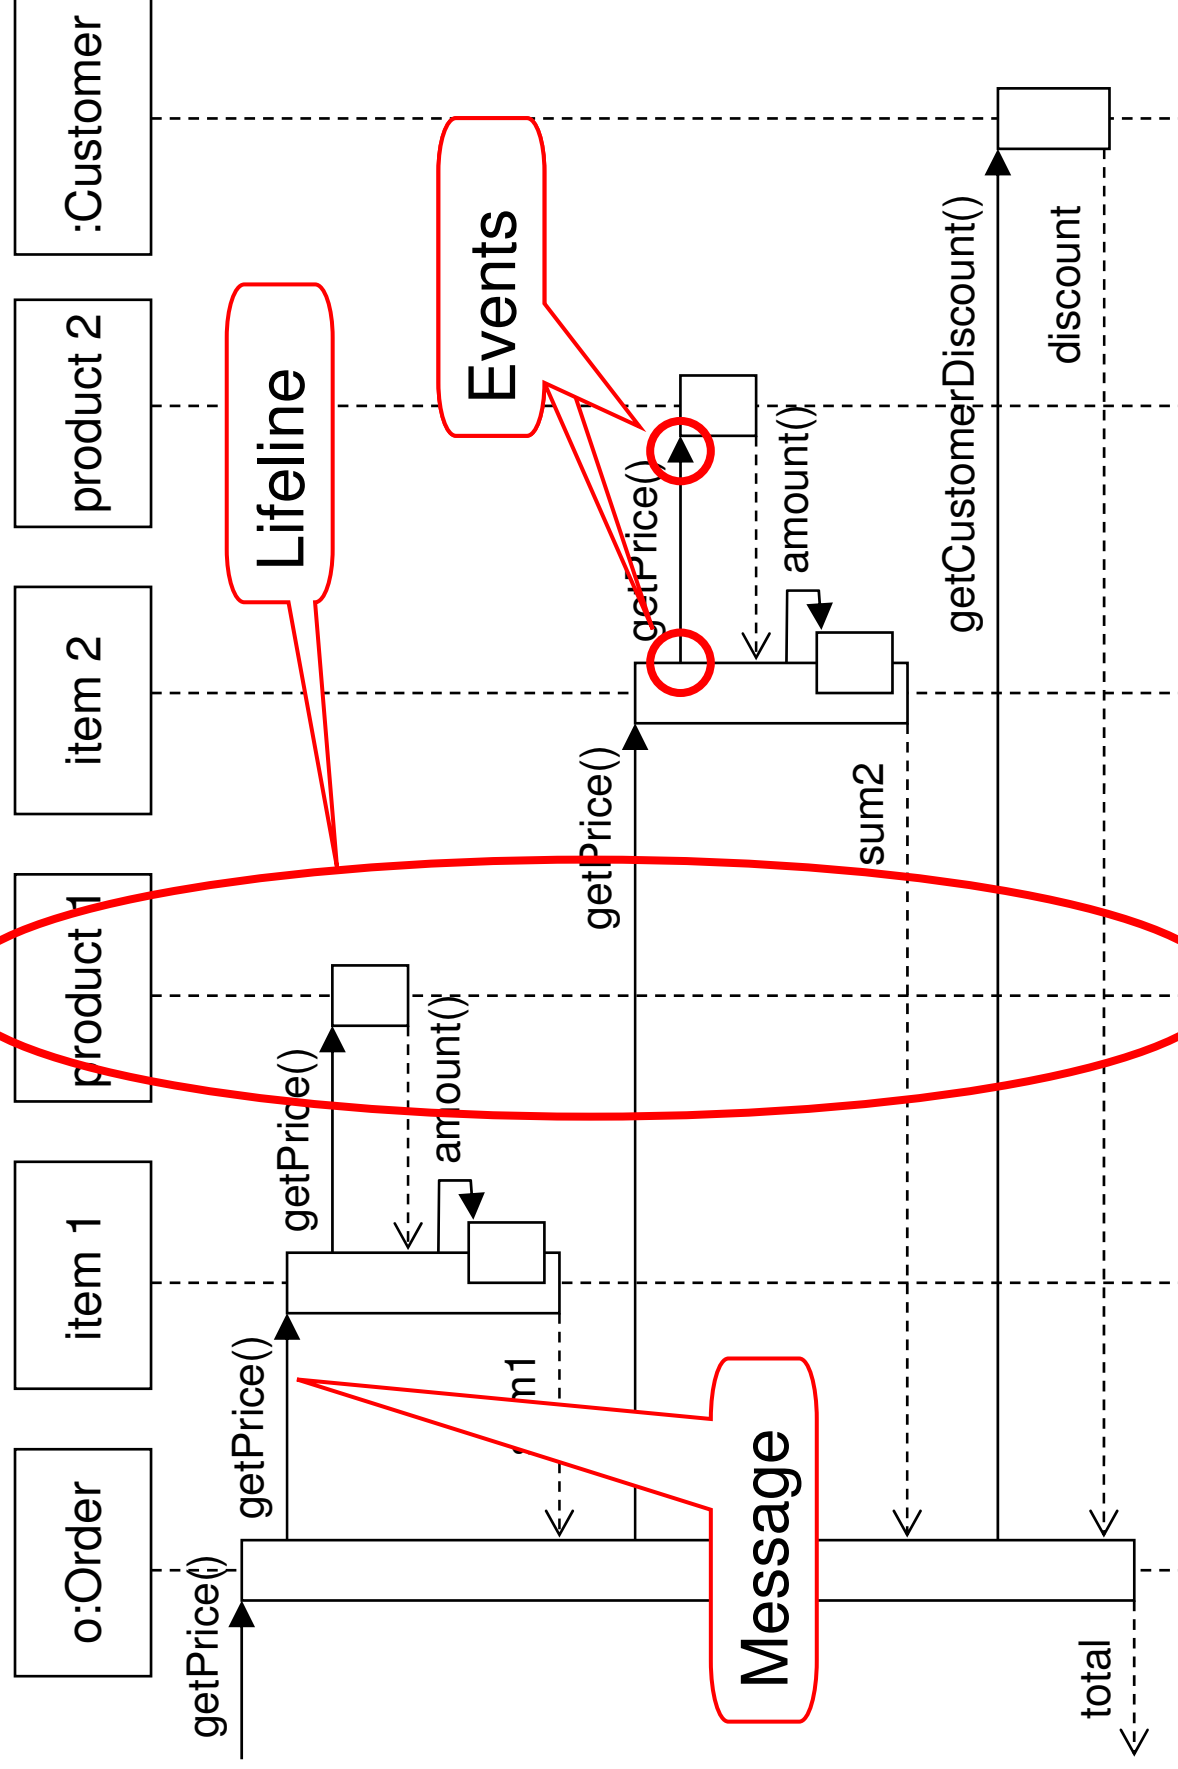 o:Order
item 1
product 1
item 2
product 2
:Customer
getPrice()
getPrice()
Lifeline
getPrice()
amount()
Events
getPrice()
getPrice()
amount()
Message
sum2
getCustomerDiscount()
discount
total